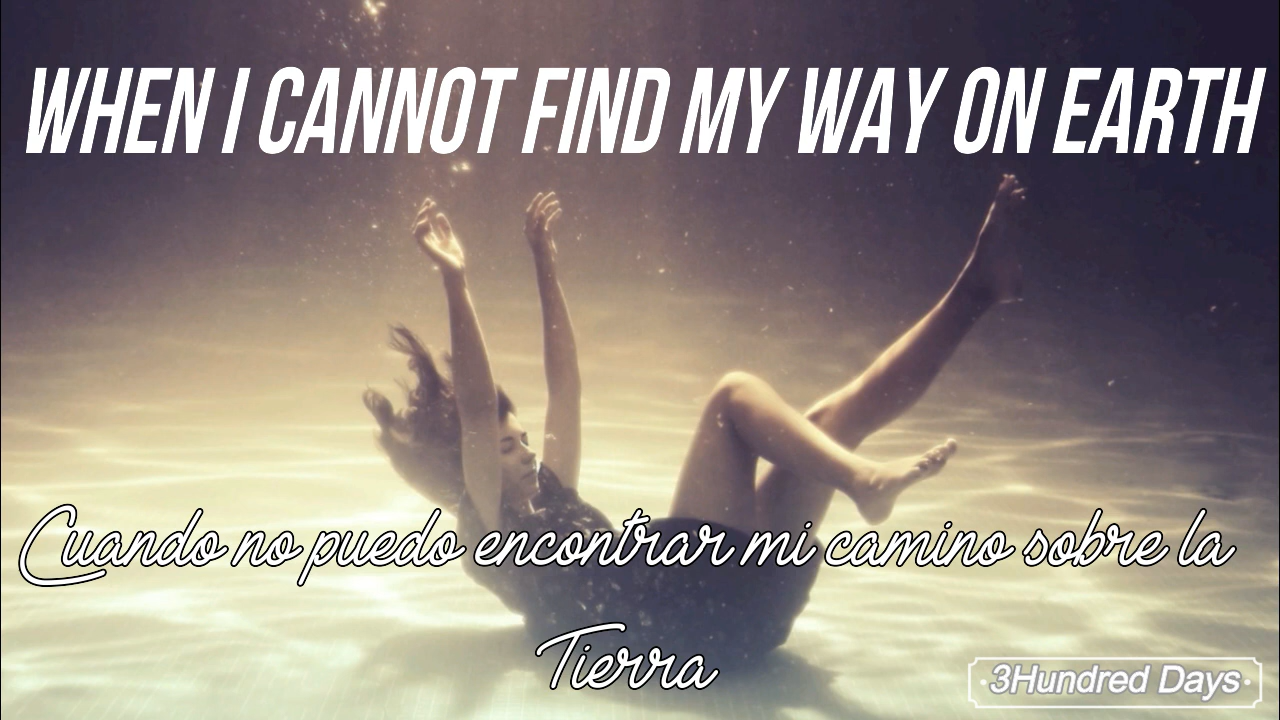 WHEN I CANNOT FIND MY WAY ON EARTH
Cuando no puedo encontrar mi camino sobre la
Tierra
3Hundred Days